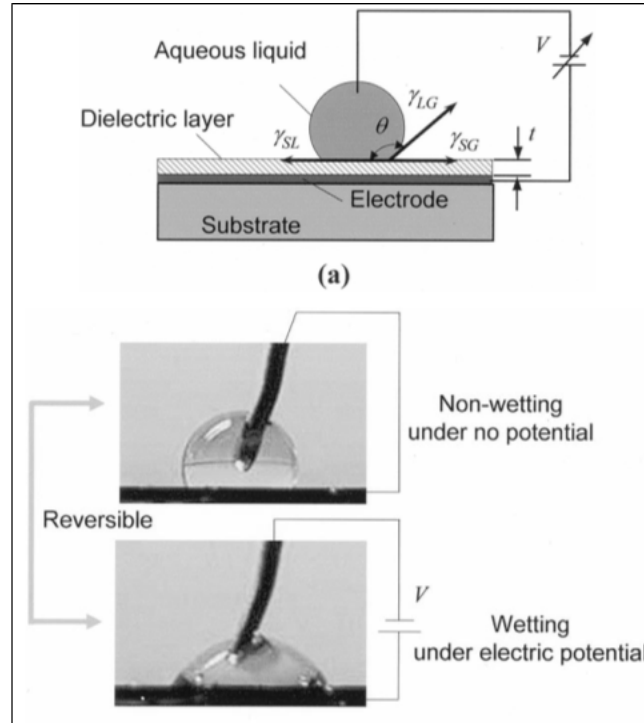 Aqueous liquid
V
γLG
Dielectric layer
θ
γSL
γSG
t
Electrode
Substrate
(a)
Non-wetting
under no potential
Reversible
V
Wetting
under electric potential